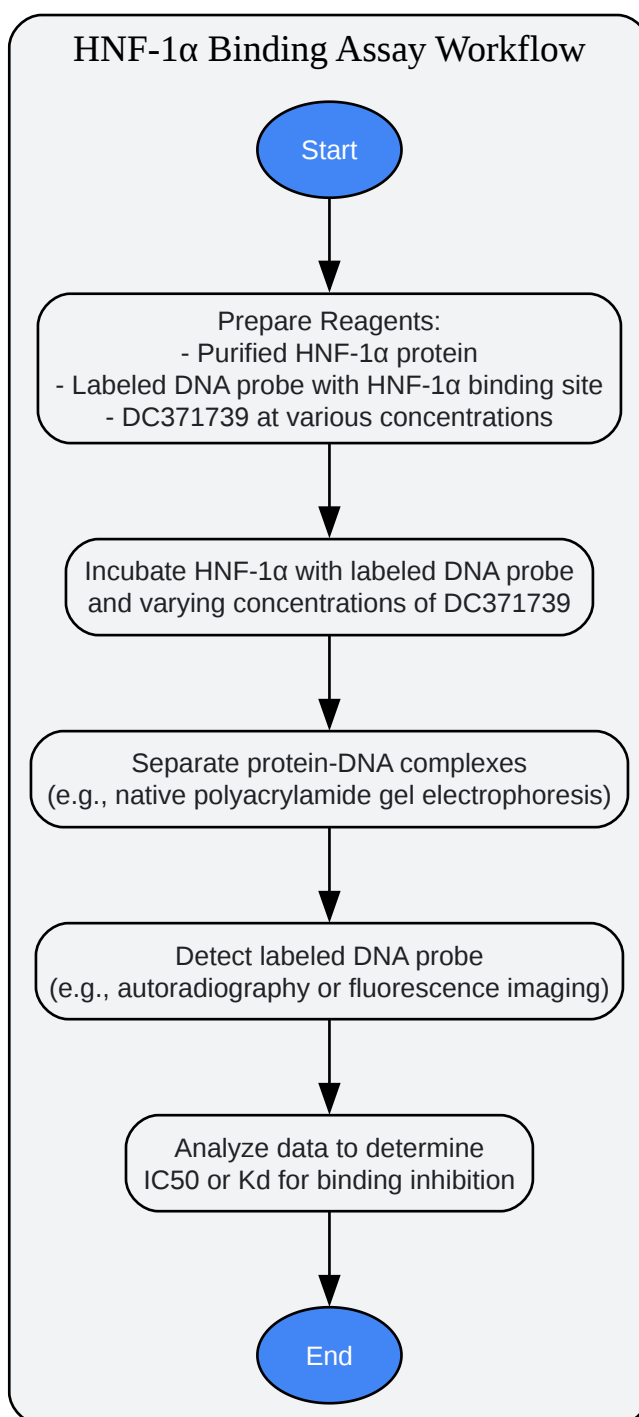 HNF-1α Binding Assay Workflow
Start
Prepare Reagents:
- Purified HNF-1α protein
- Labeled DNA probe with HNF-1α binding site
- DC371739 at various concentrations
Incubate HNF-1α with labeled DNA probe
and varying concentrations of DC371739
Separate protein-DNA complexes
(e.g., native polyacrylamide gel electrophoresis)
Detect labeled DNA probe
(e.g., autoradiography or fluorescence imaging)
Analyze data to determine
IC50 or Kd for binding inhibition
End